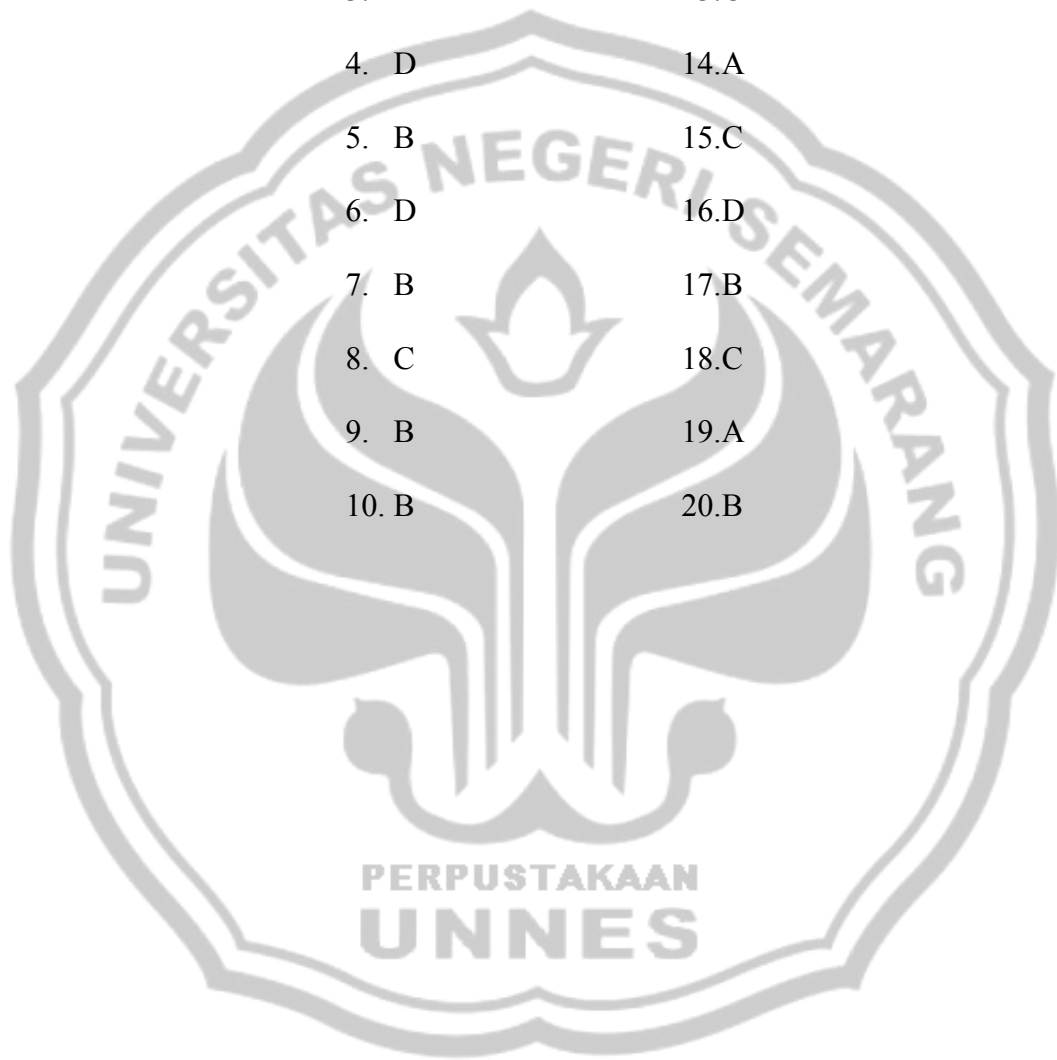 4. D 14.A
5. B 15.C
6. D 16.D
7. B 17.B
8. C 18.C
9. B 19.A
10. B 20.B
UNIVERSITAS NEGERI SEMARANG
PERPUSTAKAAN
UNNES